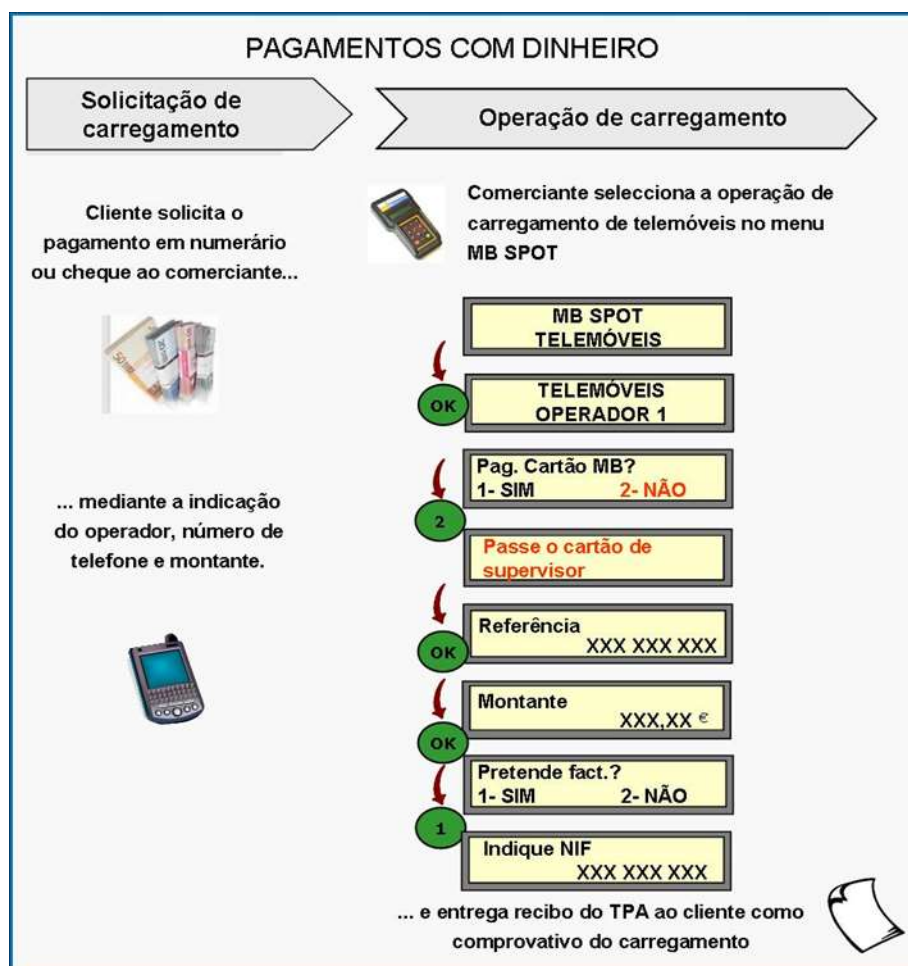 PAGAMENTOS COM DINHEIRO
Solicitação de
carregamento
Operação de carregamento
Cliente solicita o
pagamento em numerário
ou cheque ao comerciante...
... mediante a indicação
do operador, número de
telefone e montante.
Comerciante selecciona a operação de
carregamento de telemóveis no menu
MB SPOT
MB SPOT
TELEMÓVEIS
OK
TELEMÓVEIS
OPERADOR 1
Pag. Cartão MB?
1- SIM 2- NÃO
2
Passe o cartão de
supervisor
OK
Referência
XXX XXX XXX
OK
Montante
XXX,XX €
Pretende fact.?
1- SIM 2- NÃO
1
Indique NIF
XXX XXX XXX
... e entrega recibo do TPA ao cliente como
comprovativo do carregamento